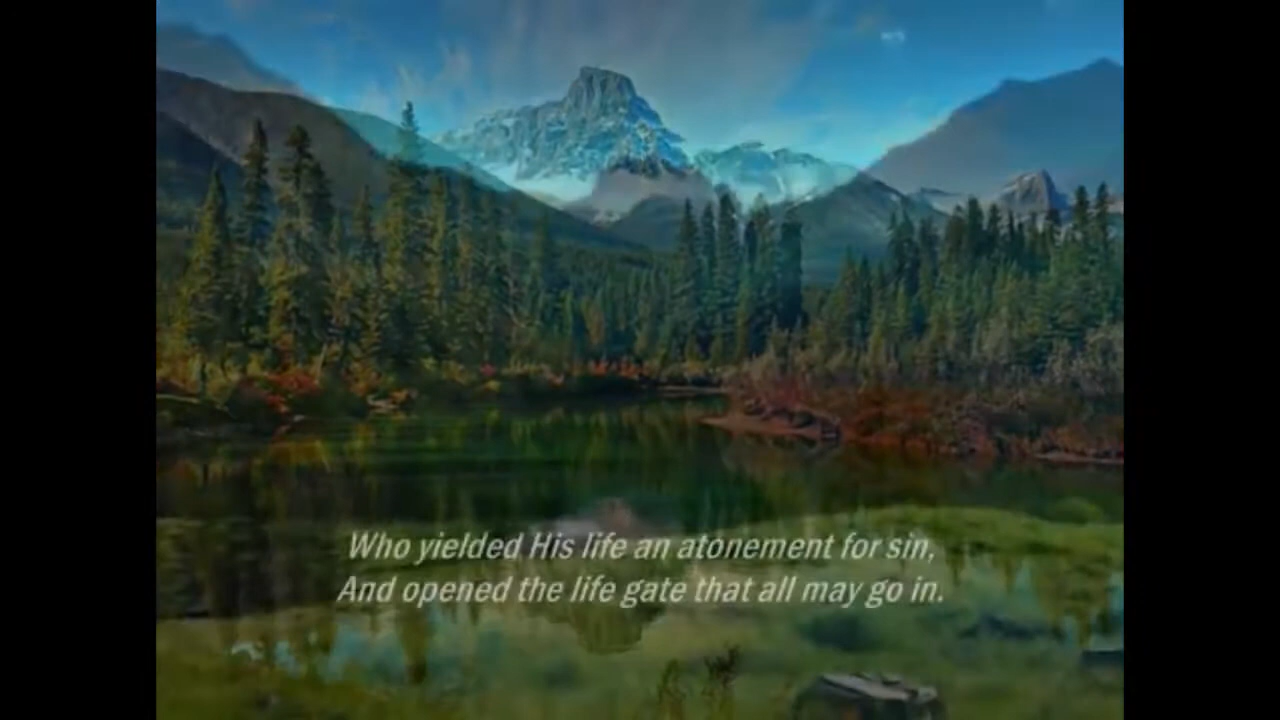 Who yielded His life an atonement for sin,
And opened the life gate that all may go in.